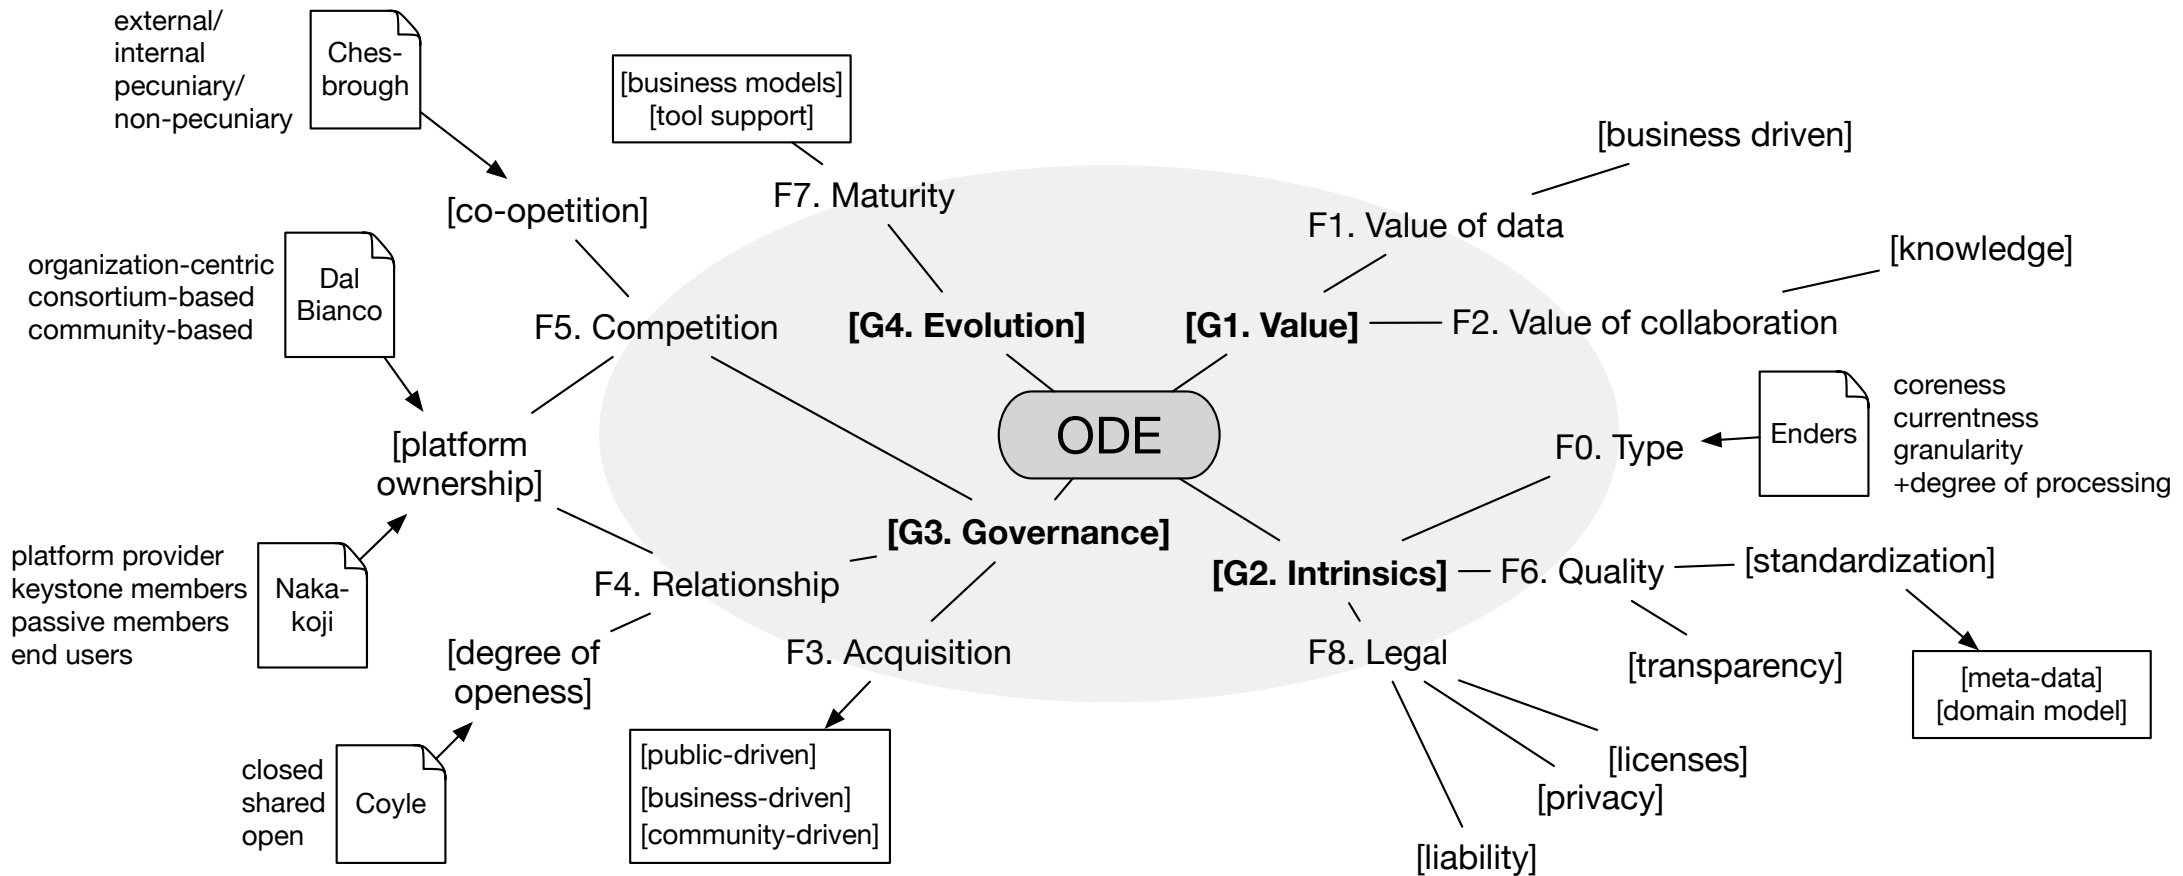 external/
internal
pecuniary/
non-pecuniary
Ches-
brough
[business models]
[tool support]
[business driven]
F7. Maturity
[co-opetition]
F1. Value of data
[knowledge]
organization-centric
consortium-based
community-based
Dal
Bianco
F5. Competition
[G4. Evolution]
[G1. Value]
F2. Value of collaboration
ODE
[platform
ownership]
F0. Type
Enders
coreness
currentness
granularity
+degree of processing
[G3. Governance]
platform provider
keystone members
passive members
end users
Naka-
koji
F4. Relationship
[G2. Intrinsics]
F6. Quality
[standardization]
[degree of
openess]
F3. Acquisition
F8. Legal
[transparency]
[meta-data]
[domain model]
closed
shared
open
Coyle
[public-driven]
[business-driven]
[community-driven]
[licenses]
[privacy]
[liability]